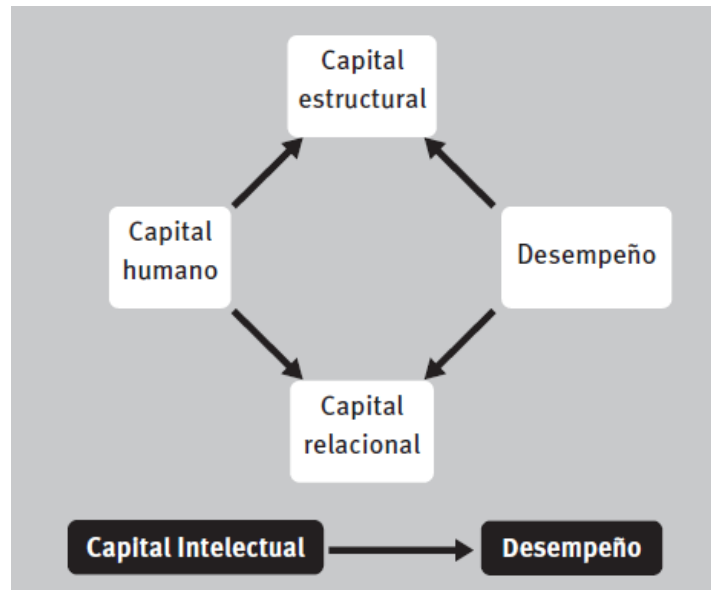 Capital
estructural
Capital
humano
Desempeño
Capital
relacional
Capital Intelectual
Desempeño